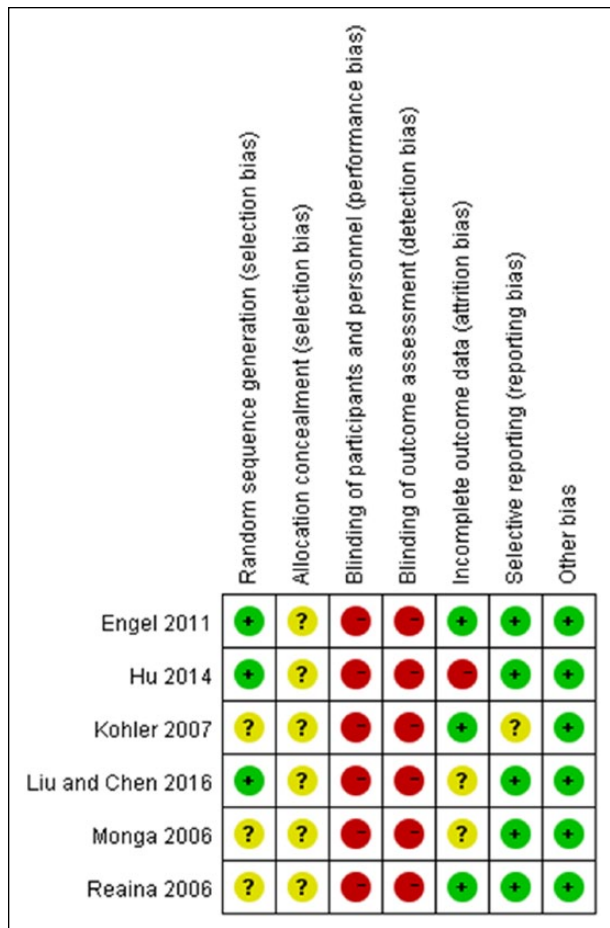 Random sequence generation (selection bias)
Allocation concealment (selection bias)
Blinding of participants and personnel (performance bias)
Blinding of outcome assessment (detection bias)
Incomplete outcome data (attrition bias)
Selective reporting (reporting bias)
Other bias
Engel 2011 + ? - - + + +
Hu 2014 + ? - - - + +
Kohler 2007 ? ? - - + ? +
Liu and Chen 2016 + ? - - ? + +
Monga 2006 ? ? - - ? + +
Reaina 2006 ? ? - - + + +